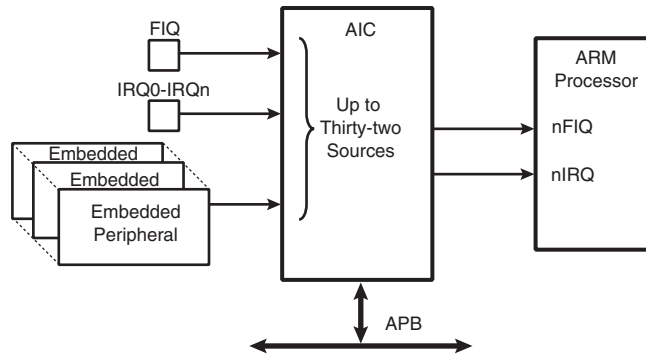 FIQ
IRQ0-IRQn
Embedded
Embedded
Embedded
Peripheral
AIC
Up to
Thirty-two
Sources
ARM
Processor
nFIQ
nIRQ
APB